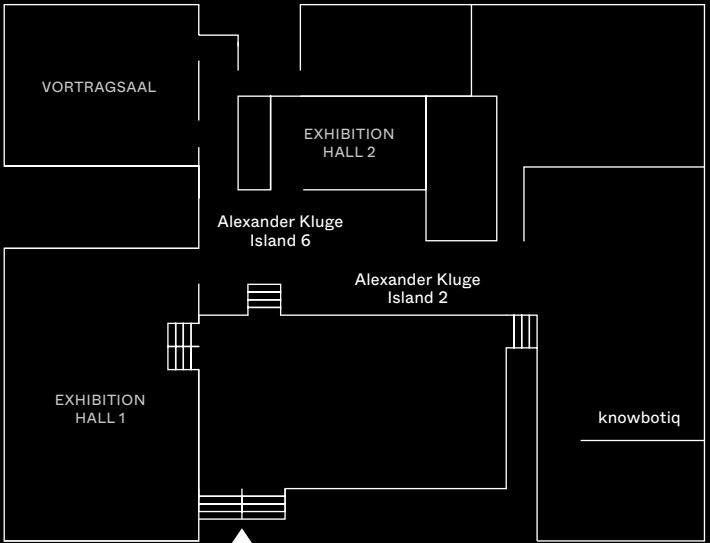 VORTRAGSAAL
EXHIBITION
HALL 2
Alexander Kluge
Island 6
Alexander Kluge
Island 2
EXHIBITION
HALL 1
knowbotiq